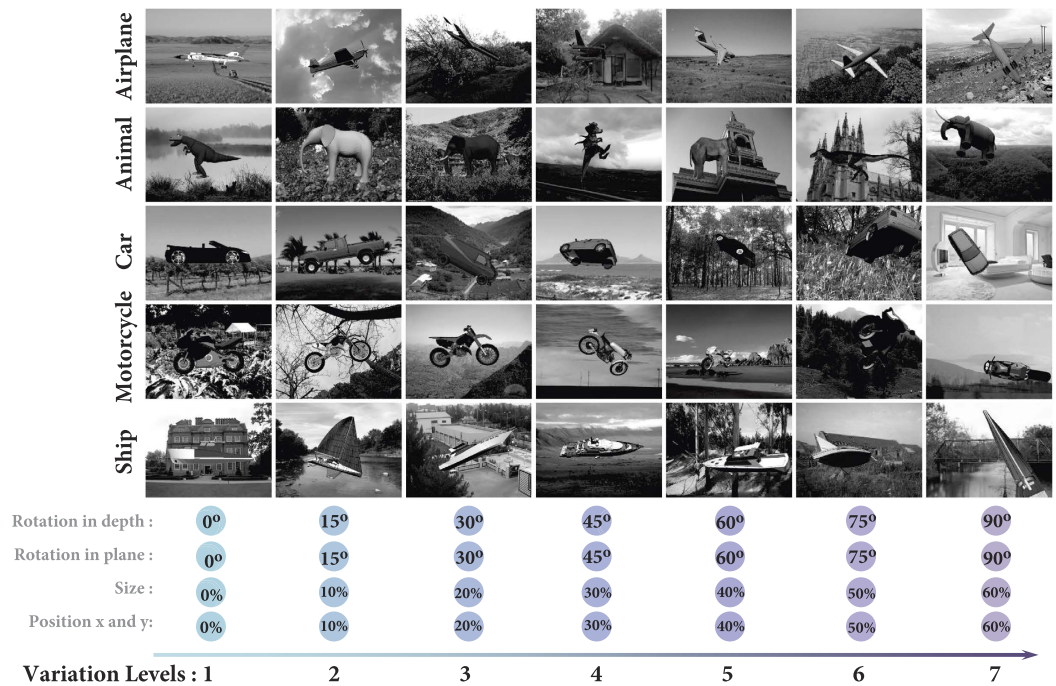 Airplane
Animal
Car
Motorcycle
Ship
Rotation in depth : 0º 15º 30º 45º 60º 75º 90º
Rotation in plane : 0º 15º 30º 45º 60º 75º 90º
Size : 0% 10% 20% 30% 40% 50% 60%
Position x and y: 0% 10% 20% 30% 40% 50% 60%
Variation Levels : 1 2 3 4 5 6 7